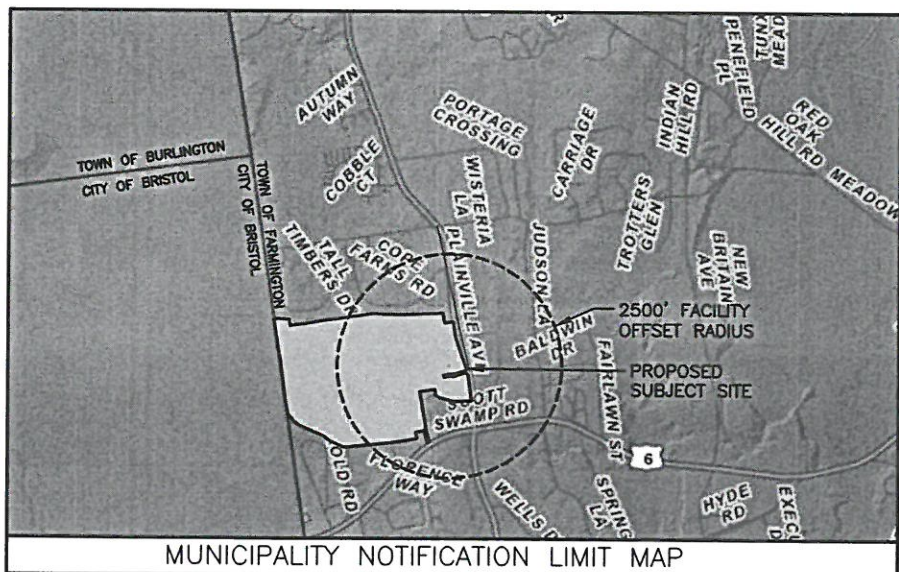 PENEFIELD
PL
TUNX
MEAD
RED
OAK
HILL RD
MEADOW
INDIAN
HILL RD
AUTUMN
WAY
PORTAGE
CROSSING
CARRIAGE
DR
COBBLE
CT
TOWN OF BURLINGTON
CITY OF BRISTOL
TOWN OF FARMINGTON
CITY OF BRISTOL
WISTERIA
LA
TROTTERS
GLEN
TALL
TIMBERS DR
COPE
FARMS RD
PLAINVILLE AVE
JUDSON LA
NEW
BRITAIN
AVE
2500' FACILITY
OFFSET RADIUS
BALDWIN
DR
FAIRLAWN ST
PROPOSED
SUBJECT SITE
SCOTT
SWAMP RD
6
OLD RD
FLORENCE
WAY
WELLS D
SPRING
LA
HYDE
RD
EXECU
D
MUNICIPALITY NOTIFICATION LIMIT MAP